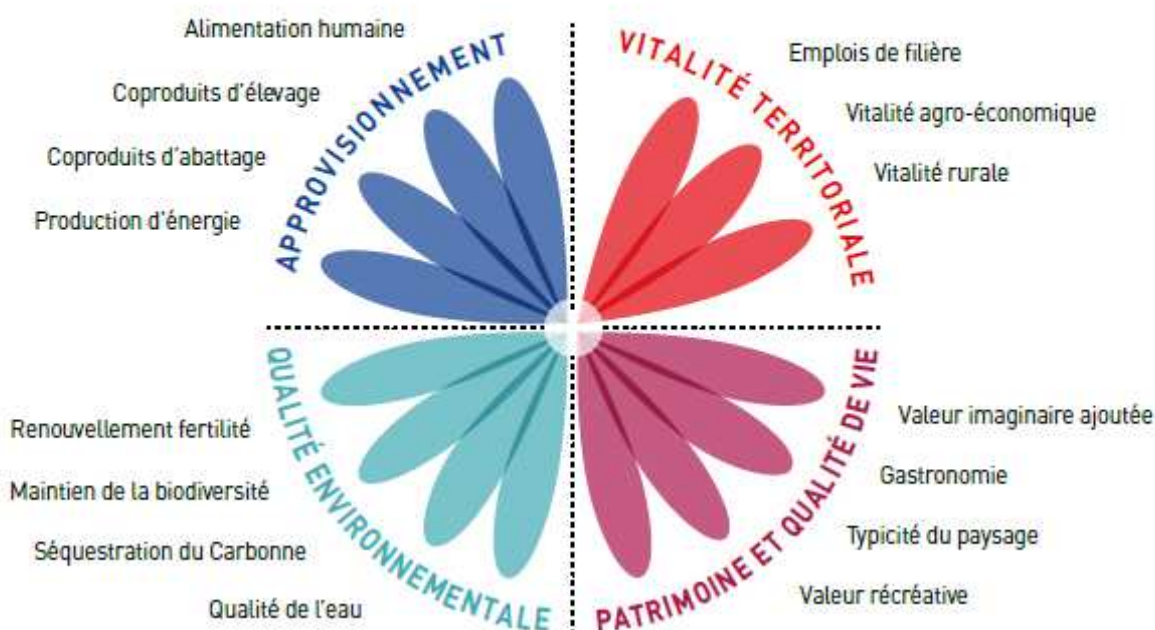 APPROVISIONNEMENT
Alimentation humaine
Coproduits d'élevage
Coproduits d'abattage
Production d'énergie
VITALITÉ TERRITORIALE
Emplois de filière
Vitalité agro-économique
Vitalité rurale
QUALITÉ ENVIRONNEMENTALE
Renouvellement fertilité
Maintien de la biodiversité
Séquestration du Carbonne
Qualité de l'eau
PATRIMOINE ET QUALITÉ DE VIE
Valeur imaginaire ajoutée
Gastronomie
Typicité du paysage
Valeur récréative